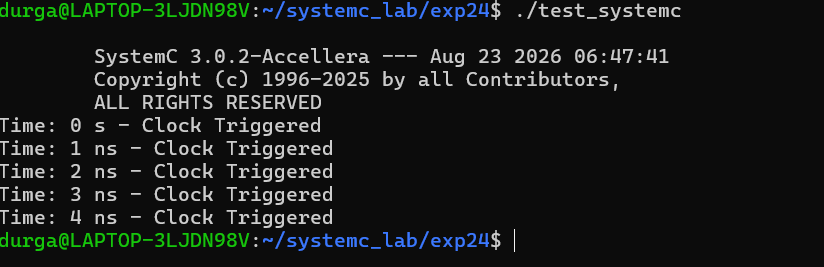 durga@LAPTOP-3LJDN98V:~/systemc_lab/exp24$ ./test_systemc
SystemC 3.0.2-Accellera --- Aug 23 2026 06:47:41
Copyright (c) 1996-2025 by all Contributors,
ALL RIGHTS RESERVED
Time: 0 s - Clock Triggered
Time: 1 ns - Clock Triggered
Time: 2 ns - Clock Triggered
Time: 3 ns - Clock Triggered
Time: 4 ns - Clock Triggered
durga@LAPTOP-3LJDN98V:~/systemc_lab/exp24$